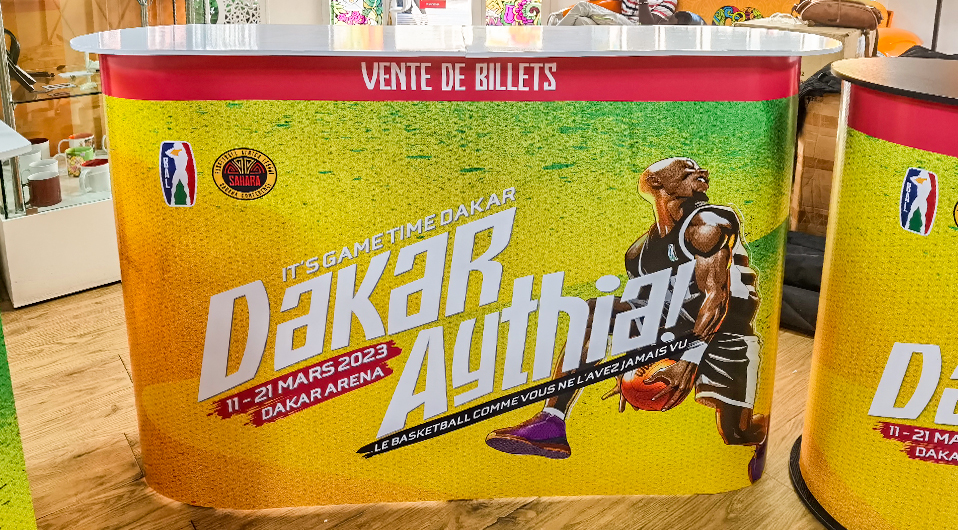 VENTE DE BILLETS
BAL
SAHARA
IT'S GAMETIME DAKAR
Dakar
Aythia!
11 - 21 MARS 2023
DAKAR ARENA
...LE BASKETBALL COMME VOUS NE L'AVEZ JAMAIS VU
BAL
Da
11 - 21 MA
DAKA